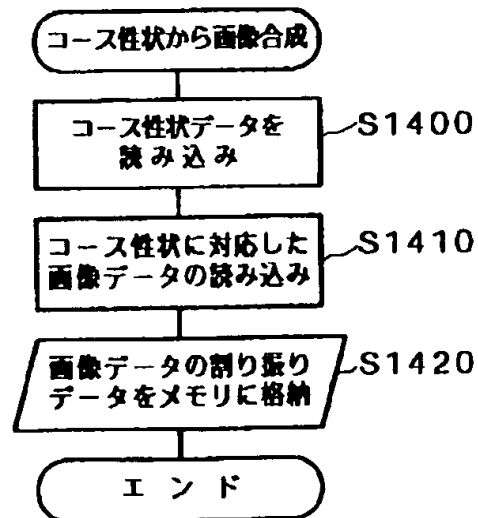 コース性状から画像合成
コース性状データを
読み込み
S1400
コース性状に対応した
画像データの読み込み
S1410
画像データの割り振り
データをメモリに格納
S1420
エンド